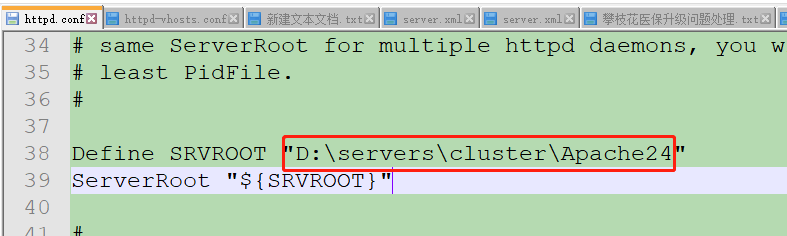 httpd.conf httpd-vhosts.conf 新建文本文档.txt server.xml server.xml 攀枝花医保升级问题处理.txt
34 # same ServerRoot for multiple httpd daemons, you w
35 # least PidFile.
36 #
37
38 Define SRVROOT "D:\servers\cluster\Apache24"
39 ServerRoot "${SRVROOT}"
40
41 #